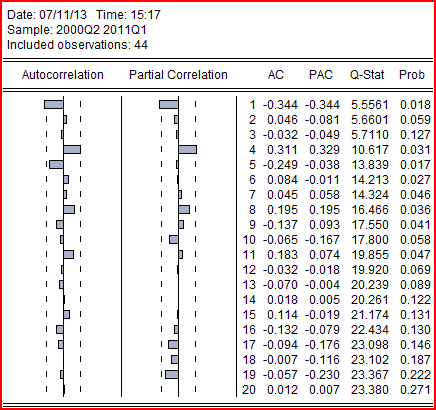 Date: 07/11/13 Time: 15:17
Sample: 2000Q2 2011Q1
Included observations: 44
Autocorrelation Partial Correlation AC PAC Q-Stat Prob
1 -0.344 -0.344 5.5561 0.018
2 0.046 -0.081 5.6601 0.059
3 -0.032 -0.049 5.7110 0.127
4 0.311 0.329 10.617 0.031
5 -0.249 -0.038 13.839 0.017
6 0.084 -0.011 14.213 0.027
7 0.045 0.058 14.324 0.046
8 0.195 0.195 16.466 0.036
9 -0.137 0.093 17.550 0.041
10 -0.065 -0.167 17.800 0.058
11 0.183 0.074 19.855 0.047
12 -0.032 -0.018 19.920 0.069
13 -0.070 -0.004 20.239 0.089
14 0.018 0.005 20.261 0.122
15 0.114 -0.019 21.174 0.131
16 -0.132 -0.079 22.434 0.130
17 -0.094 -0.176 23.098 0.146
18 -0.007 -0.116 23.102 0.187
19 -0.057 -0.230 23.367 0.222
20 0.012 0.007 23.380 0.271